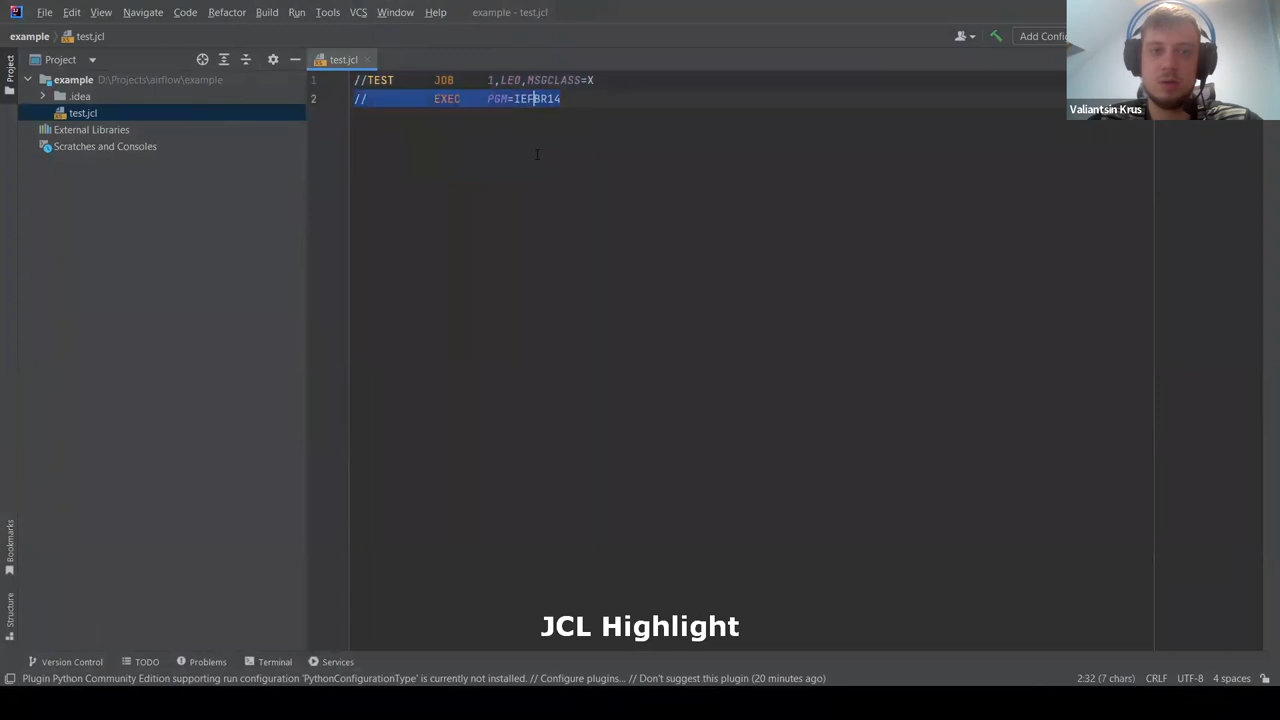 File Edit View Navigate Code Refactor Build Run Tools VCS Window Help example - test.jcl
example test.jcl Add Config
Valiantsin Krus
Project Project test.jcl
example D:\Projects\airflow\example
.idea
test.jcl
External Libraries
Scratches and Consoles
1 //TEST JOB 1,LEO,MSGCLASS=X
2 // EXEC PGM=IEFBR14
Bookmarks
Structure
JCL Highlight
Version Control TODO Problems Terminal Services
Plugin Python Community Edition supporting run configuration 'PythonConfigurationType' is currently not installed. // Configure plugins... // Don't suggest this plugin (20 minutes ago) 2:32 (7 chars) CRLF UTF-8 4 spaces